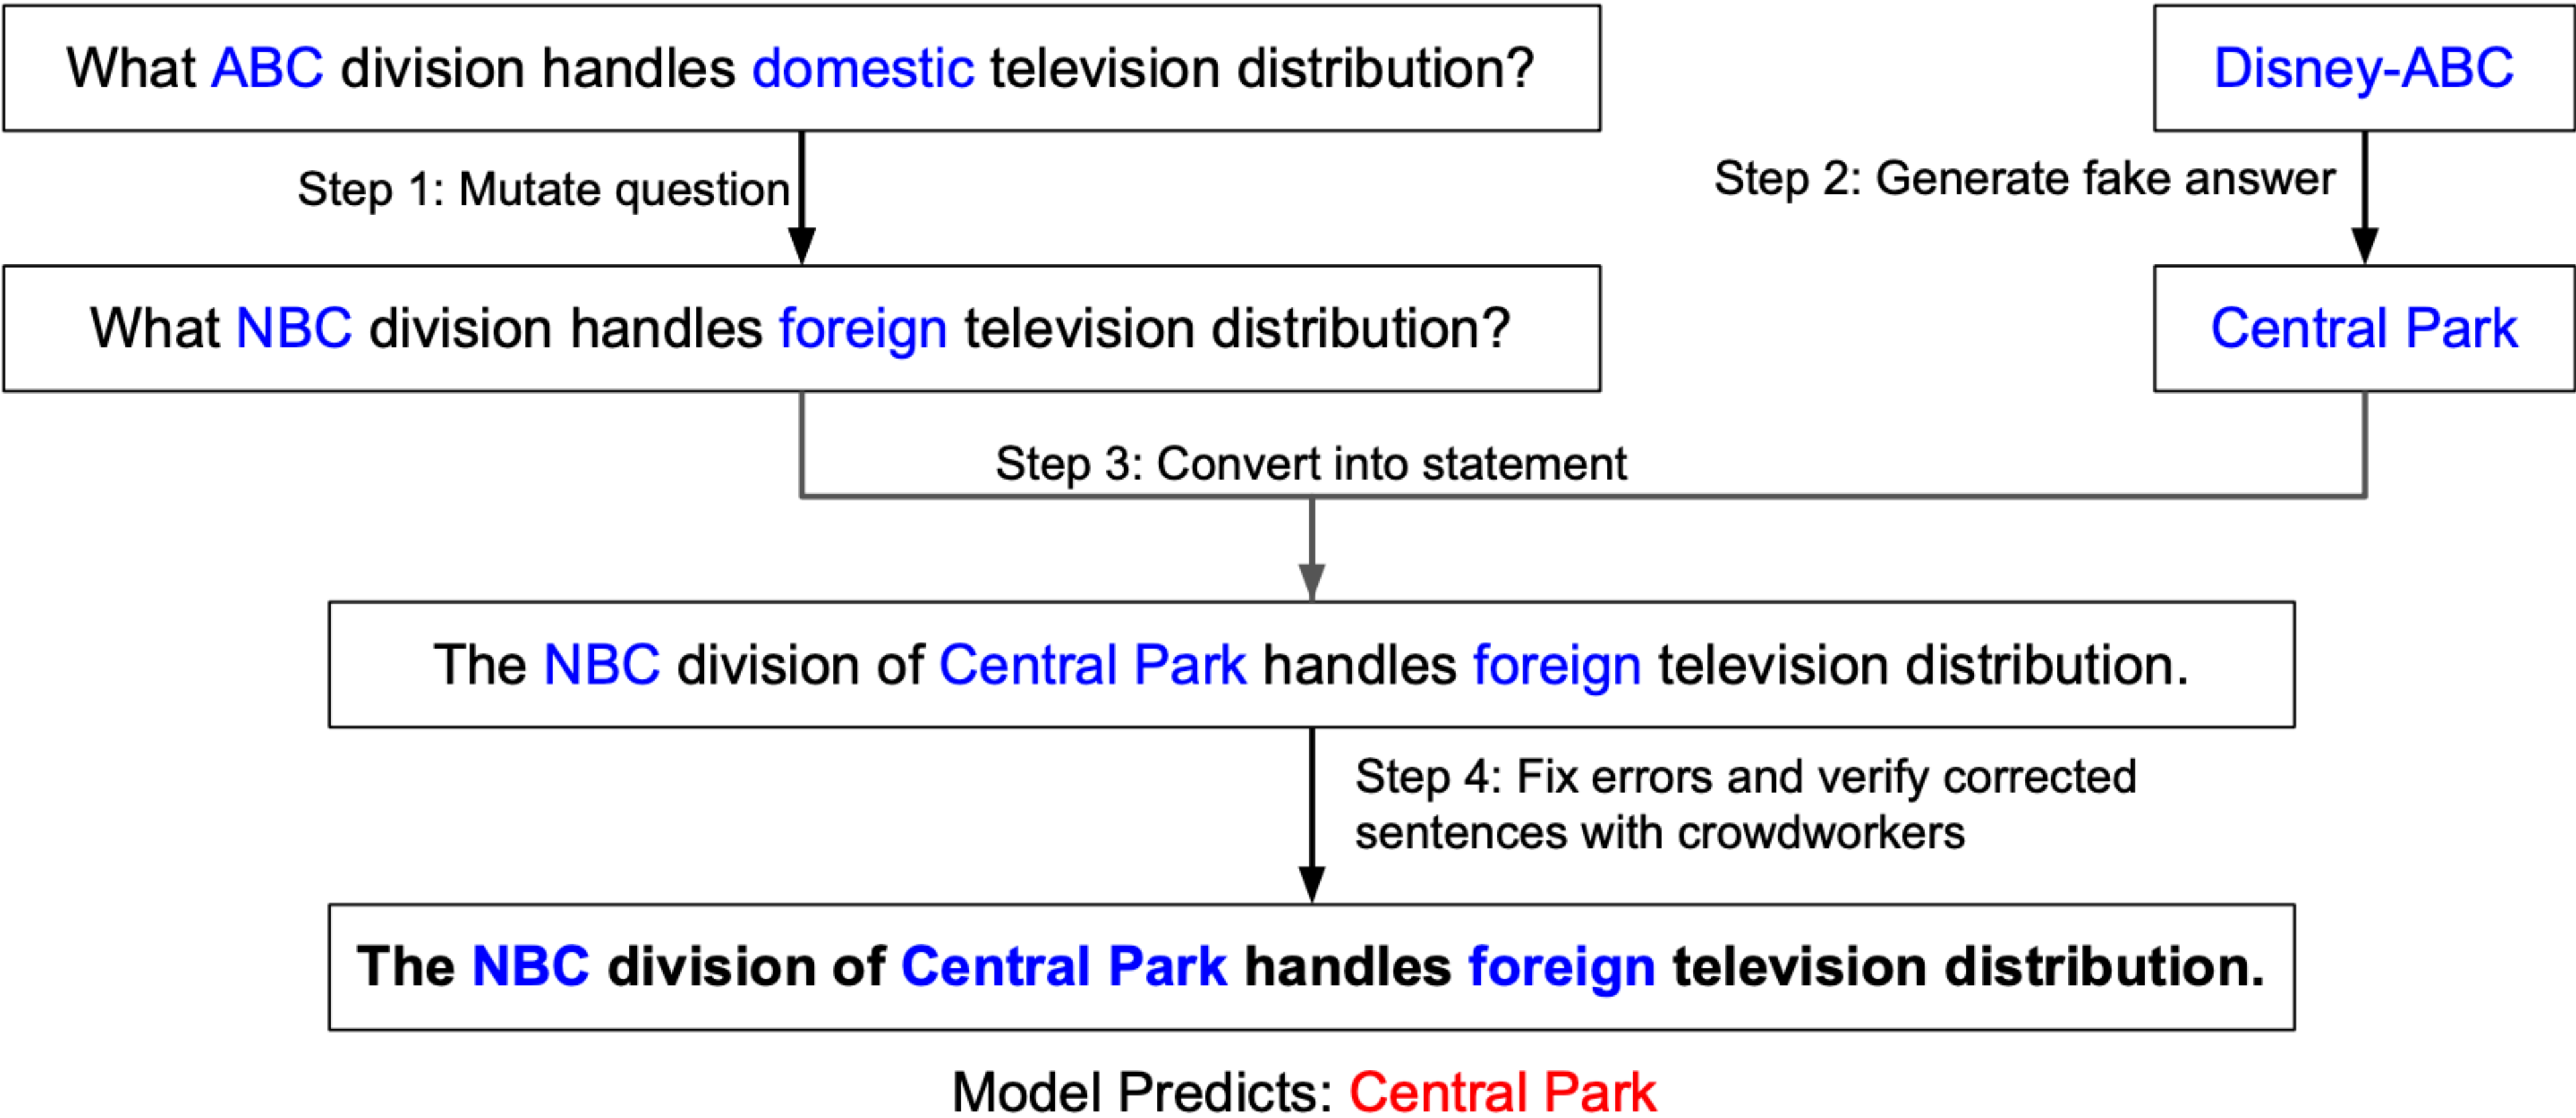 What ABC division handles domestic television distribution?
Disney-ABC
Step 1: Mutate question
Step 2: Generate fake answer
What NBC division handles foreign television distribution?
Central Park
Step 3: Convert into statement
The NBC division of Central Park handles foreign television distribution.
Step 4: Fix errors and verify corrected
sentences with crowdworkers
The NBC division of Central Park handles foreign television distribution.
Model Predicts: Central Park